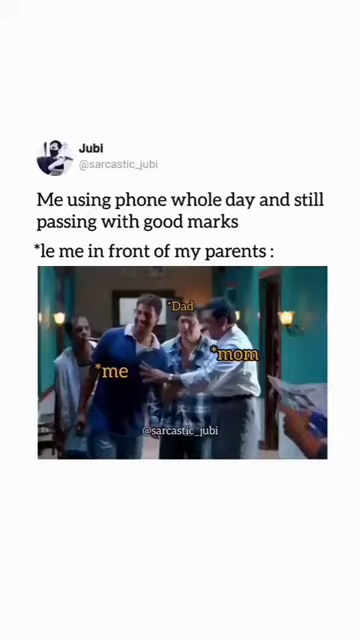 Jubi
@sarcastic_jubi
Me using phone whole day and still
passing with good marks
*le me in front of my parents :
*Dad
*mom
*me
@sarcastic_jubi